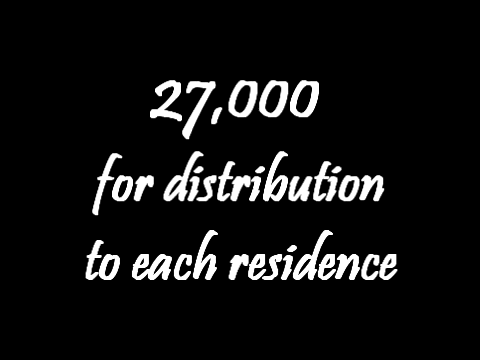 27,000
for distribution
to each residence